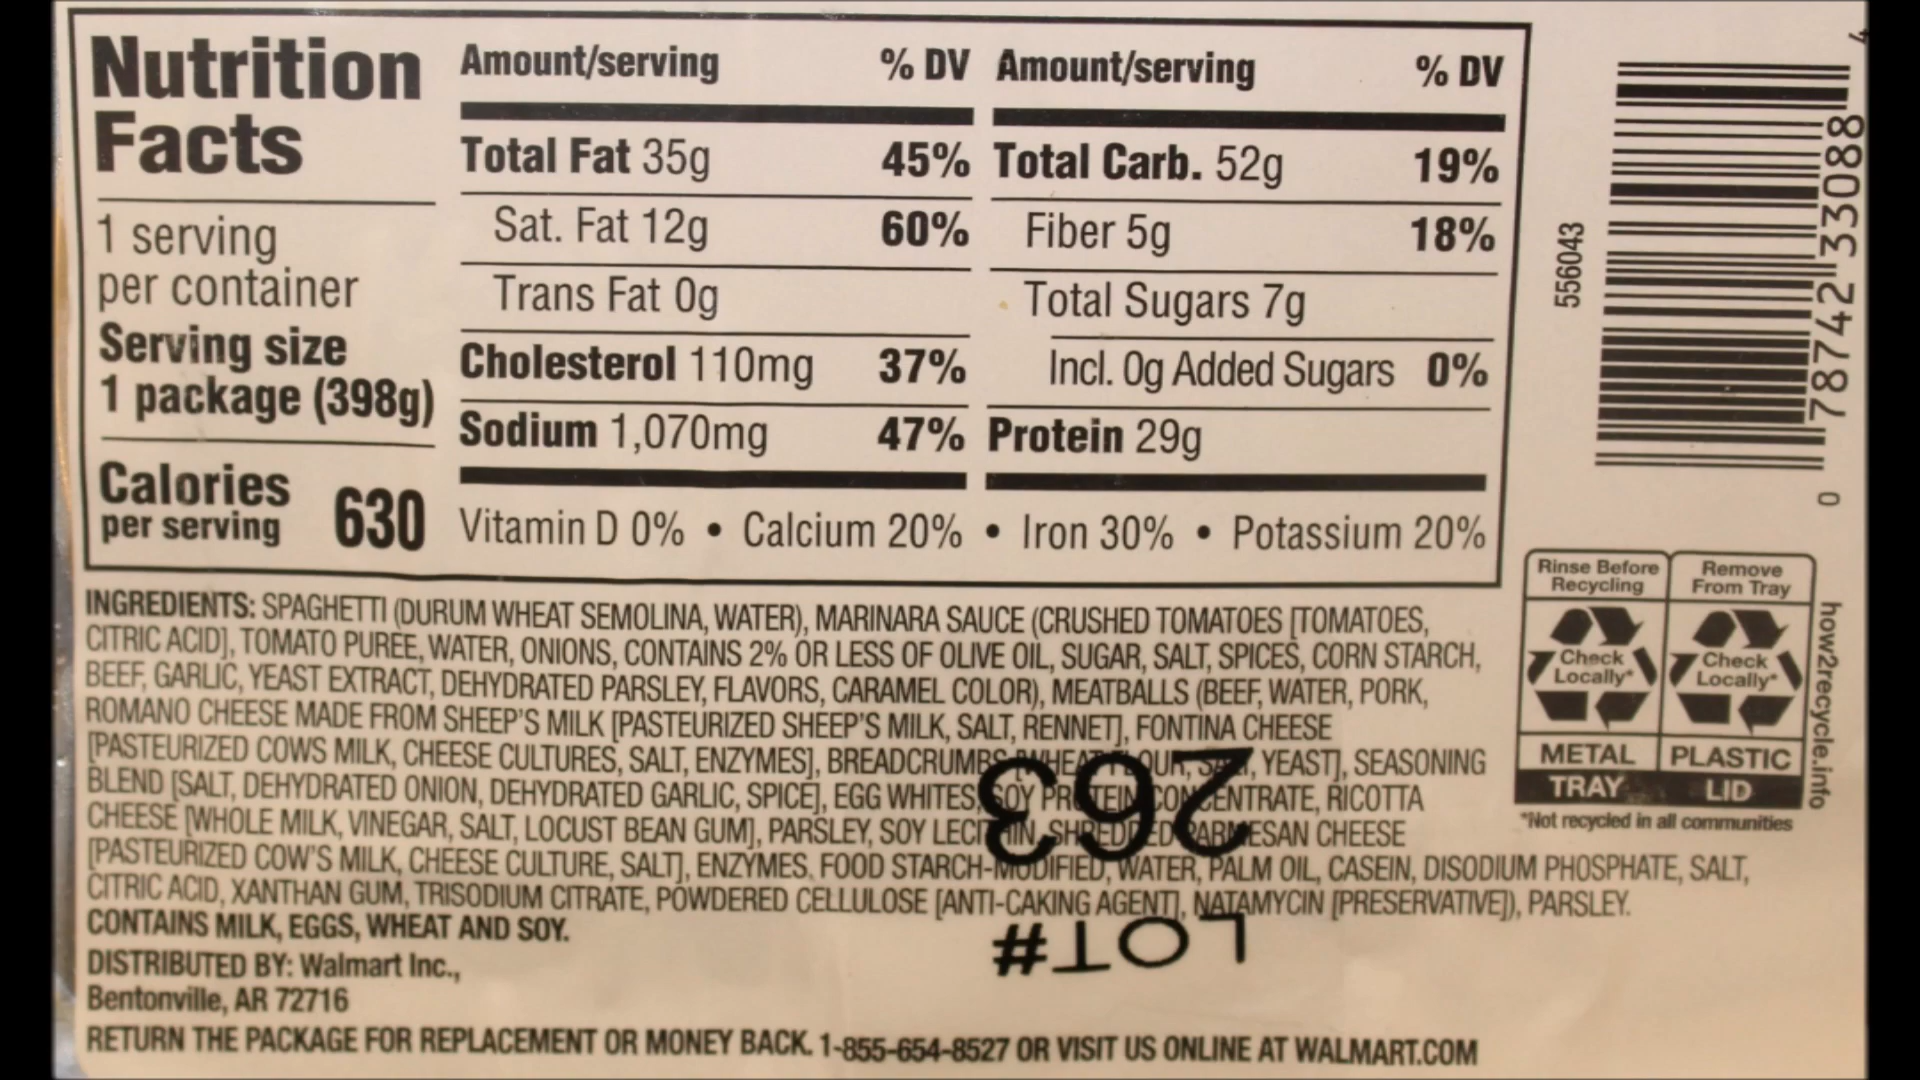 Nutrition
Facts
1 serving
per container
Serving size
1 package (398g)
Calories
per serving 630
Amount/serving % DV
Total Fat 35g 45%
Sat. Fat 12g 60%
Trans Fat 0g
Cholesterol 110mg 37%
Sodium 1,070mg 47%
Amount/serving % DV
Total Carb. 52g 19%
Fiber 5g 18%
Total Sugars 7g
Incl. 0g Added Sugars 0%
Protein 29g
Vitamin D 0% • Calcium 20% • Iron 30% • Potassium 20%
INGREDIENTS: SPAGHETTI (DURUM WHEAT SEMOLINA, WATER), MARINARA SAUCE (CRUSHED TOMATOES [TOMATOES,
CITRIC ACID], TOMATO PUREE, WATER, ONIONS, CONTAINS 2% OR LESS OF OLIVE OIL, SUGAR, SALT, SPICES, CORN STARCH,
BEEF, GARLIC, YEAST EXTRACT, DEHYDRATED PARSLEY, FLAVORS, CARAMEL COLOR), MEATBALLS (BEEF, WATER, PORK,
ROMANO CHEESE MADE FROM SHEEP'S MILK [PASTEURIZED SHEEP'S MILK, SALT, RENNET], FONTINA CHEESE
[PASTEURIZED COWS MILK, CHEESE CULTURES, SALT, ENZYMES], BREADCRUMBS [WHEAT FLOUR, SALT, YEAST], SEASONING
BLEND [SALT, DEHYDRATED ONION, DEHYDRATED GARLIC, SPICE], EGG WHITES, SOY PROTEIN CONCENTRATE, RICOTTA
CHEESE [WHOLE MILK, VINEGAR, SALT, LOCUST BEAN GUM], PARSLEY, SOY LECITHIN, SHREDDED PARMESAN CHEESE
[PASTEURIZED COW'S MILK, CHEESE CULTURE, SALT], ENZYMES, FOOD STARCH-MODIFIED, WATER, PALM OIL, CASEIN, DISODIUM PHOSPHATE, SALT,
CITRIC ACID, XANTHAN GUM, TRISODIUM CITRATE, POWDERED CELLULOSE [ANTI-CAKING AGENT], NATAMYCIN [PRESERVATIVE]), PARSLEY.
CONTAINS MILK, EGGS, WHEAT AND SOY.
DISTRIBUTED BY: Walmart Inc.,
Bentonville, AR 72716
RETURN THE PACKAGE FOR REPLACEMENT OR MONEY BACK. 1-855-654-8527 OR VISIT US ONLINE AT WALMART.COM
LOT#
263
556043
0 78742 33088 4
Rinse Before
Recycling
Check
Locally*
METAL
TRAY
Remove
From Tray
Check
Locally*
PLASTIC
LID
how2recycle.info
*Not recycled in all communities